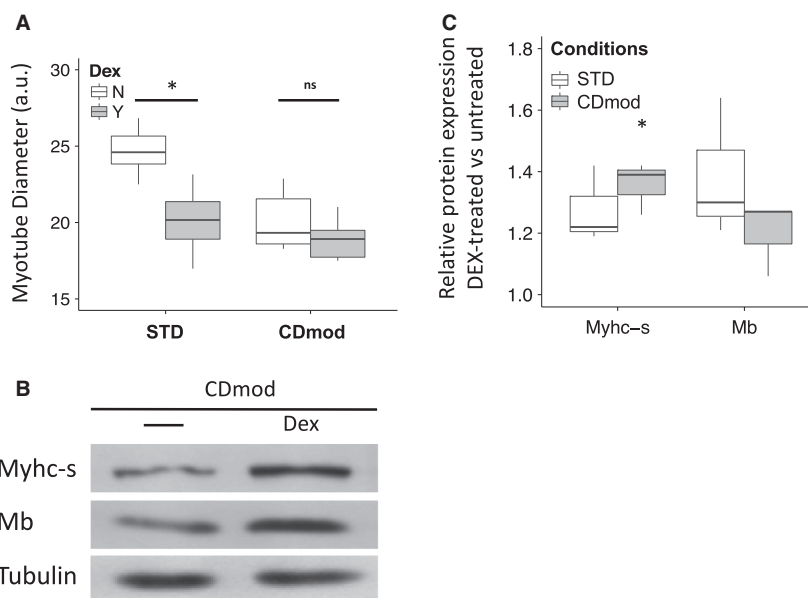 A
Myotube Diameter (a.u.)
30
25
20
15
Dex
N
Y
*
ns
STD
CDmod
C
Relative protein expression
DEX-treated vs untreated
1.8
1.6
1.4
1.2
1.0
Conditions
STD
CDmod
*
Myhc–s
Mb
B
CDmod
Dex
Myhc-s
Mb
Tubulin